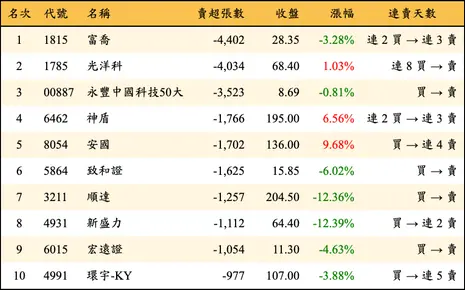 名次 代號 名稱 賣超張數 收盤 漲幅 連賣天數
1 1815 富喬 -4,402 28.35 -3.28% 連 2 買 → 連 3 賣
2 1785 光洋科 -4,034 68.40 1.03% 連 8 買 → 賣
3 00887 永豐中國科技50大 -3,523 8.69 -0.81% 買 → 賣
4 6462 神盾 -1,766 195.00 6.56% 連 2 買 → 連 3 賣
5 8054 安國 -1,702 136.00 9.68% 買 → 連 4 賣
6 5864 致和證 -1,625 15.85 -6.02% 買 → 賣
7 3211 順達 -1,257 204.50 -12.36% 買 → 賣
8 4931 新盛力 -1,112 64.40 -12.39% 買 → 連 2 賣
9 6015 宏遠證 -1,054 11.30 -4.63% 買 → 賣
10 4991 環宇-KY -977 107.00 -3.88% 買 → 連 5 賣